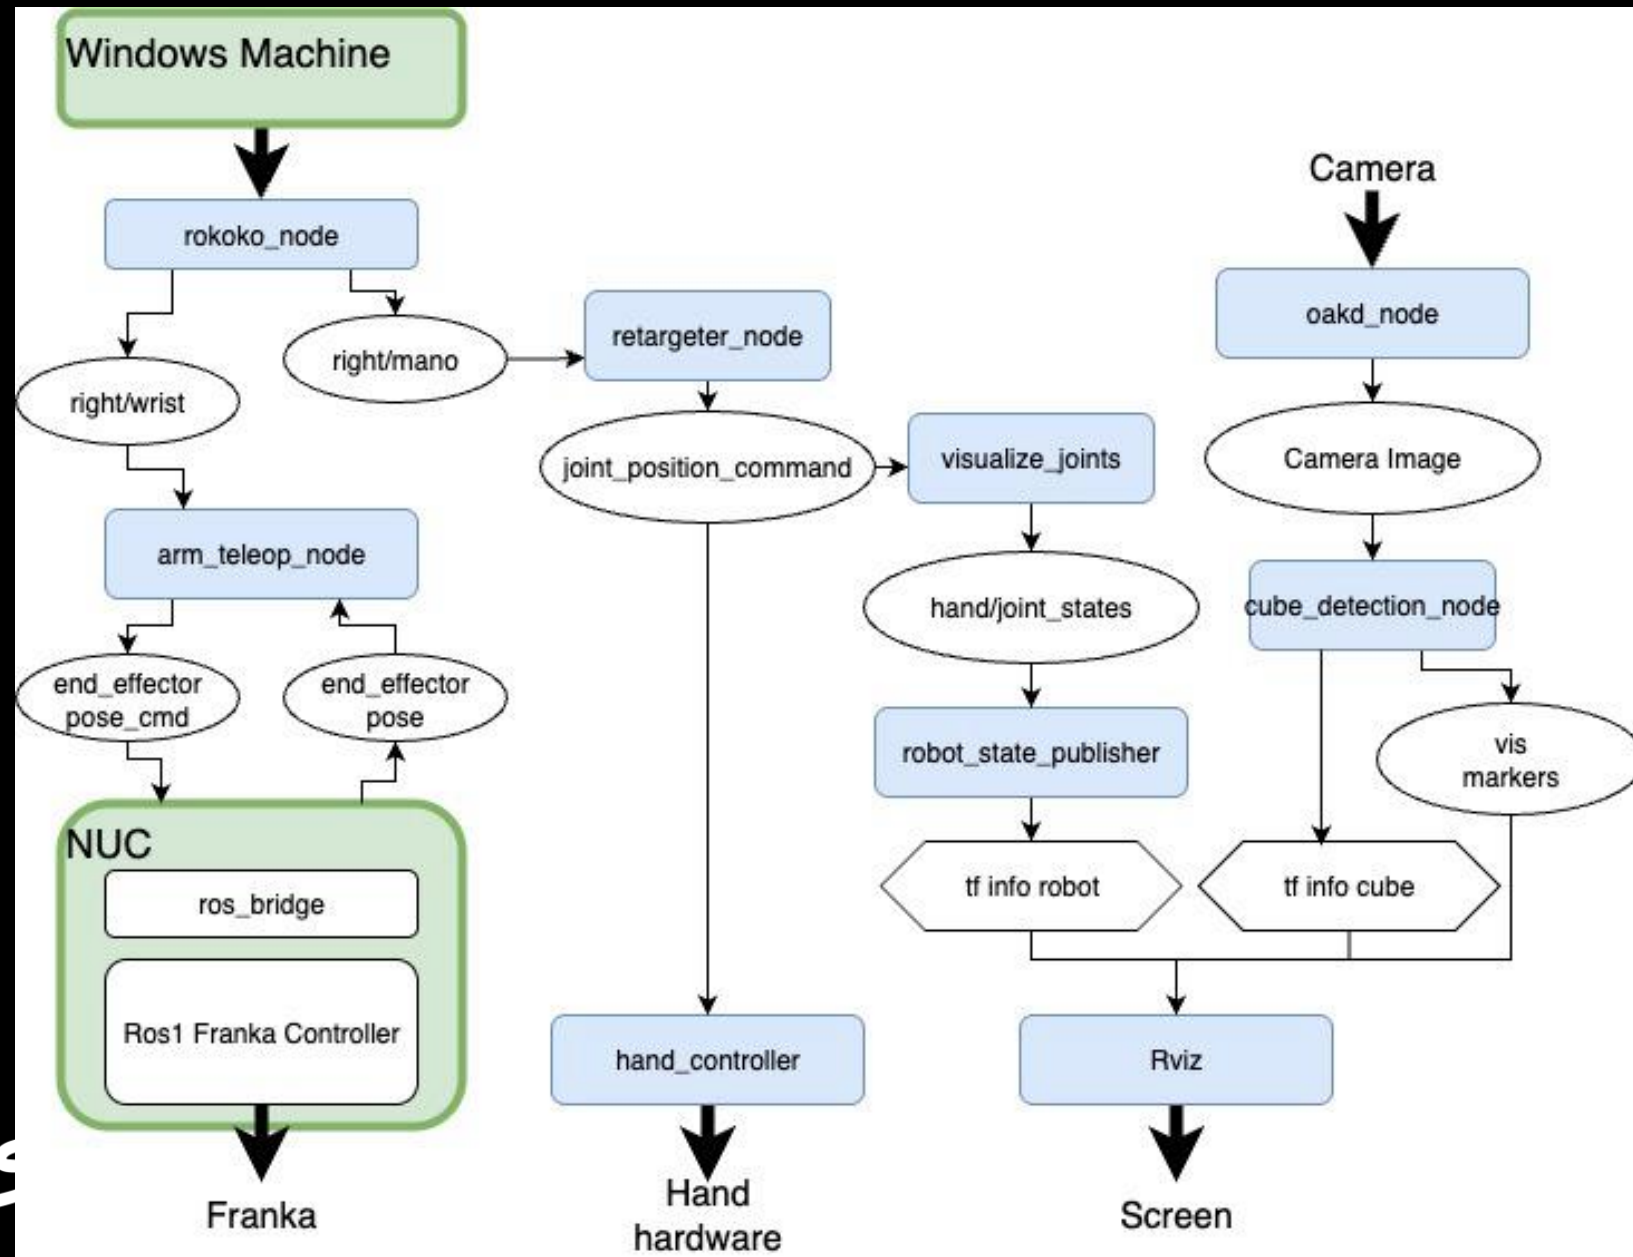 Windows Machine
Camera
rokoko_node
oakd_node
retargeter_node
right/mano
right/wrist
visualize_joints
joint_position_command
Camera Image
arm_teleop_node
hand/joint_states
cube_detection_node
end_effector
pose_cmd
end_effector
pose
robot_state_publisher
vis
markers
NUC
ros_bridge
tf info robot
tf info cube
Ros1 Franka Controller
hand_controller
Rviz
Franka
Hand
hardware
Screen